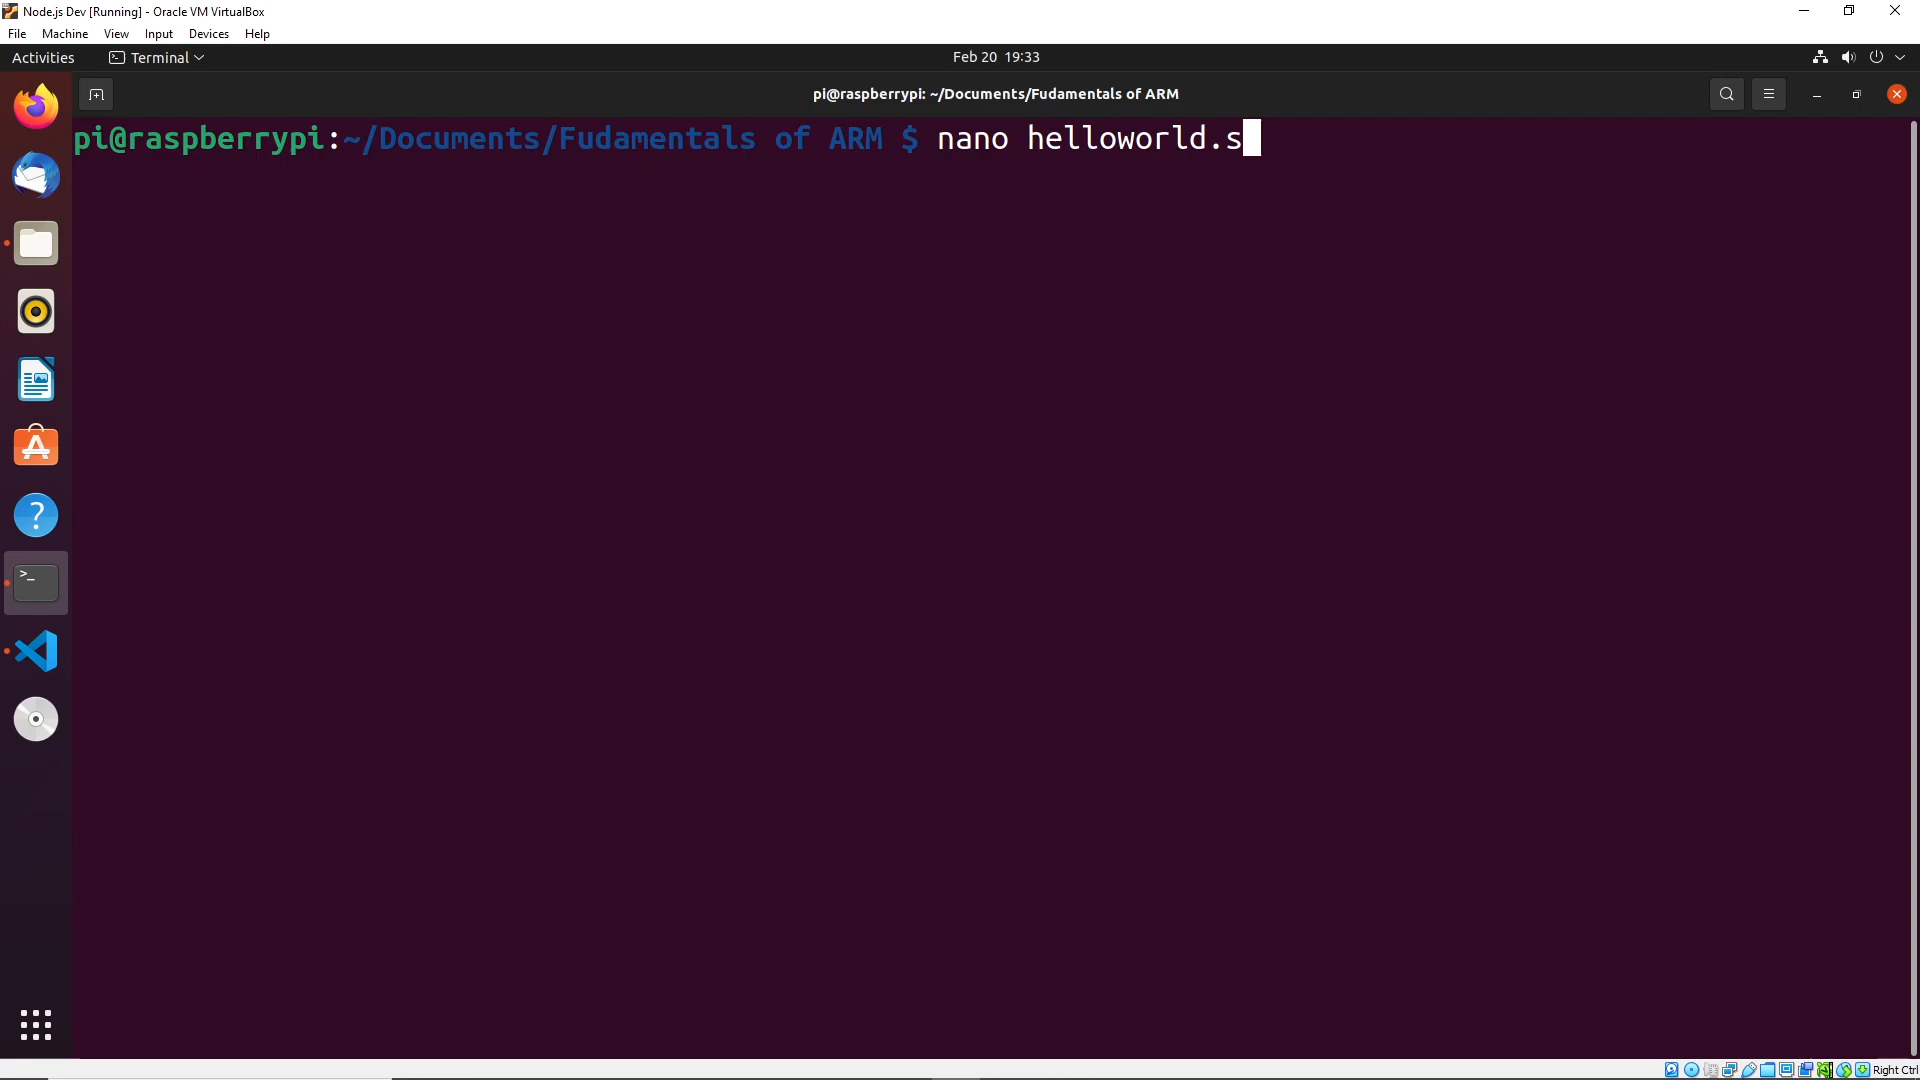 Node.js Dev [Running] - Oracle VM VirtualBox
File Machine View Input Devices Help
Activities Terminal Feb 20 19:33
pi@raspberrypi: ~/Documents/Fudamentals of ARM
pi@raspberrypi:~/Documents/Fudamentals of ARM $ nano helloworld.s
Right Ctrl